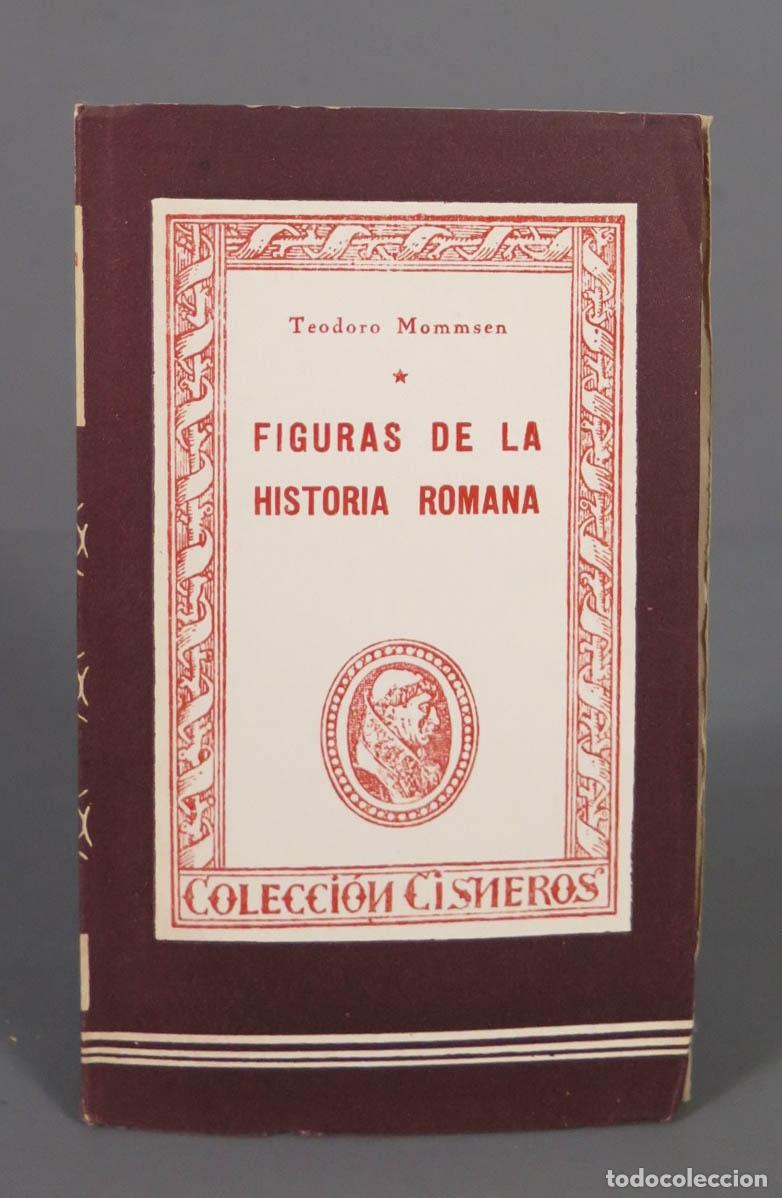 Teodoro Mommsen
FIGURAS DE LA
HISTORIA ROMANA
COLECCIÓN CISNEROS
todocoleccion